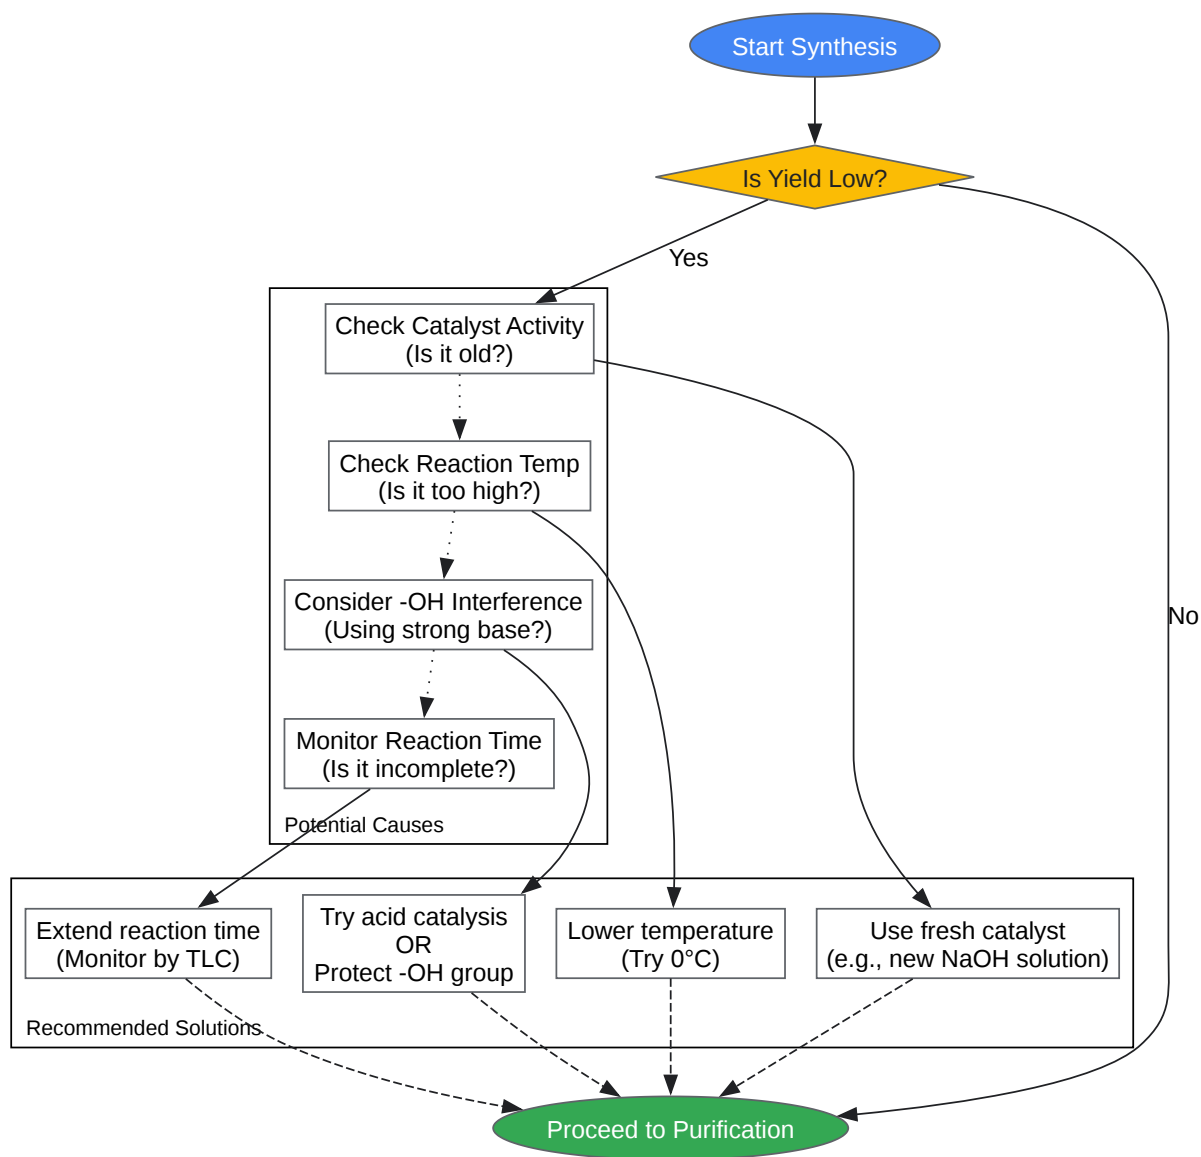 Start Synthesis
Is Yield Low?
Yes
Check Catalyst Activity
(Is it old?)
Check Reaction Temp
(Is it too high?)
Consider -OH Interference
(Using strong base?)
No
Monitor Reaction Time
(Is it incomplete?)
Potential Causes
Extend reaction time
(Monitor by TLC)
Try acid catalysis
OR
Protect -OH group
Lower temperature
(Try 0°C)
Use fresh catalyst
(e.g., new NaOH solution)
Recommended Solutions
Proceed to Purification